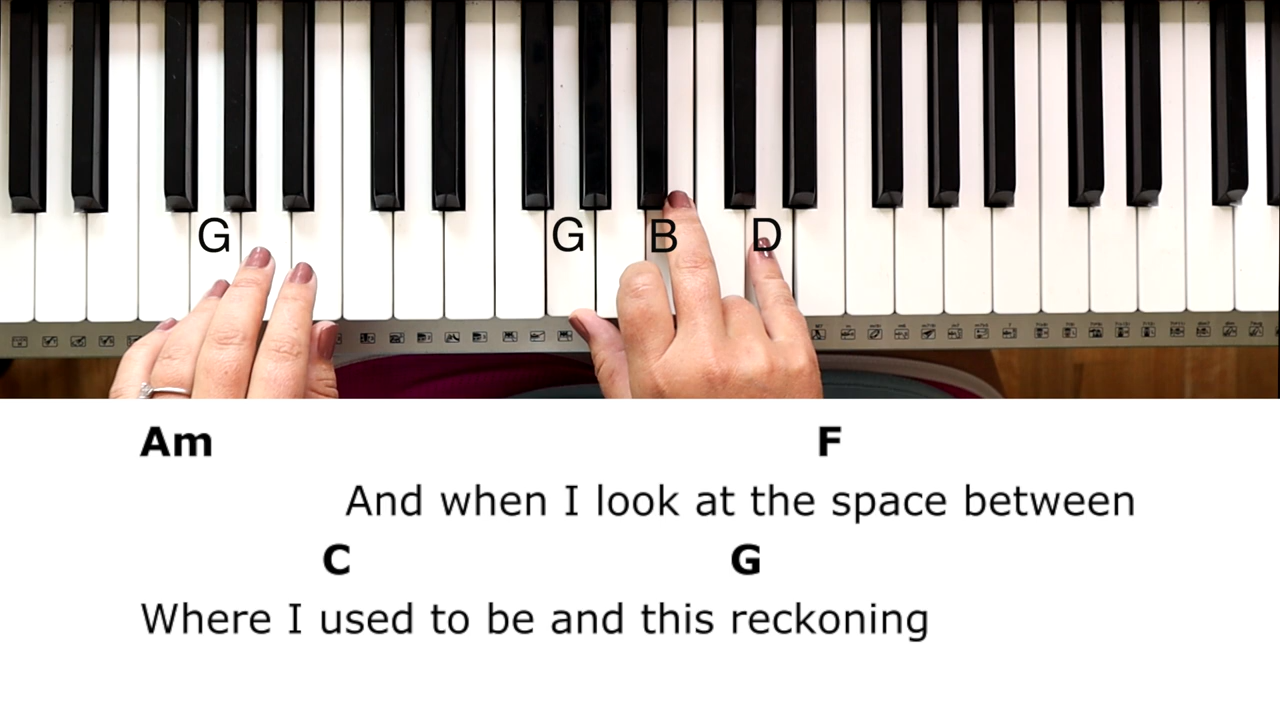 G G B D
Am F
And when I look at the space between
C G
Where I used to be and this reckoning